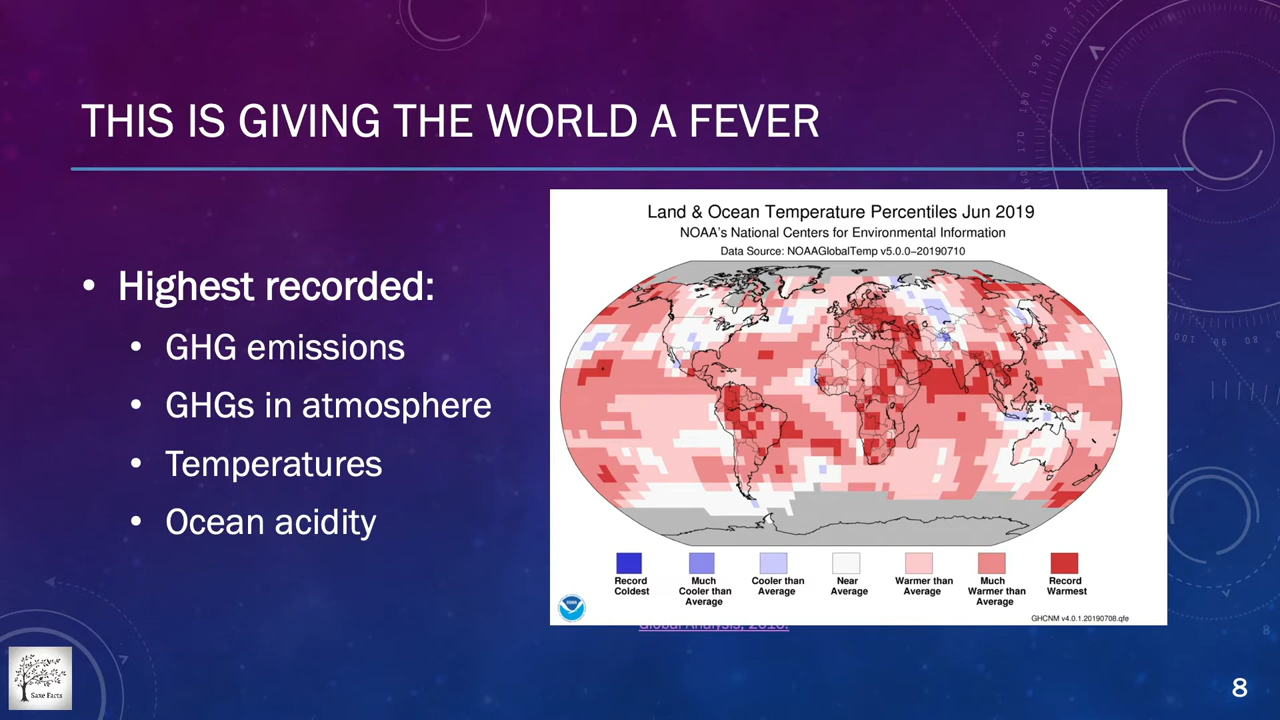 THIS IS GIVING THE WORLD A FEVER
• Highest recorded:
• GHG emissions
• GHGs in atmosphere
• Temperatures
• Ocean acidity
Land & Ocean Temperature Percentiles Jun 2019
NOAA's National Centers for Environmental Information
Data Source: NOAAGlobalTemp v5.0.0–20190710
Record Coldest
Much Cooler than Average
Cooler than Average
Near Average
Warmer than Average
Much Warmer than Average
Record Warmest
NOAA
GHCNM v4.0.1.20190708.qfe
Saxe Facts
8